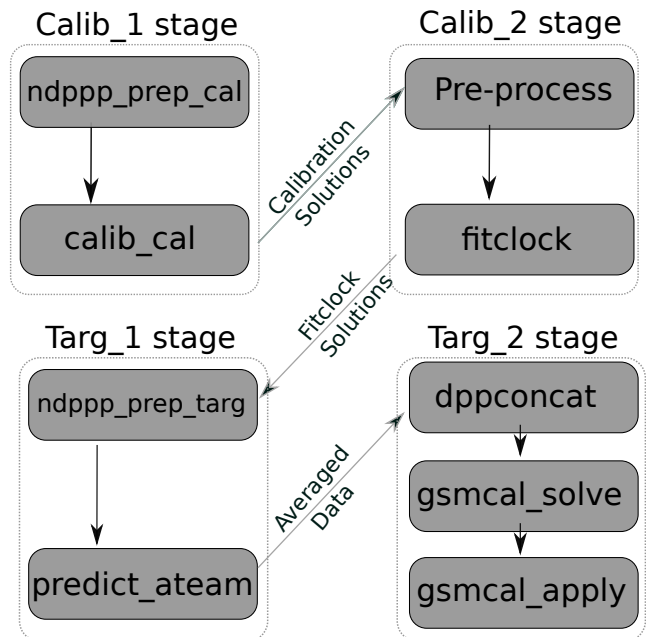 Calib_1 stage
ndppp_prep_cal
calib_cal
Calibration
Solutions
Calib_2 stage
Pre-process
fitclock
Fitclock
Solutions
Targ_1 stage
ndppp_prep_targ
predict_ateam
Averaged
Data
Targ_2 stage
dppconcat
gsmcal_solve
gsmcal_apply